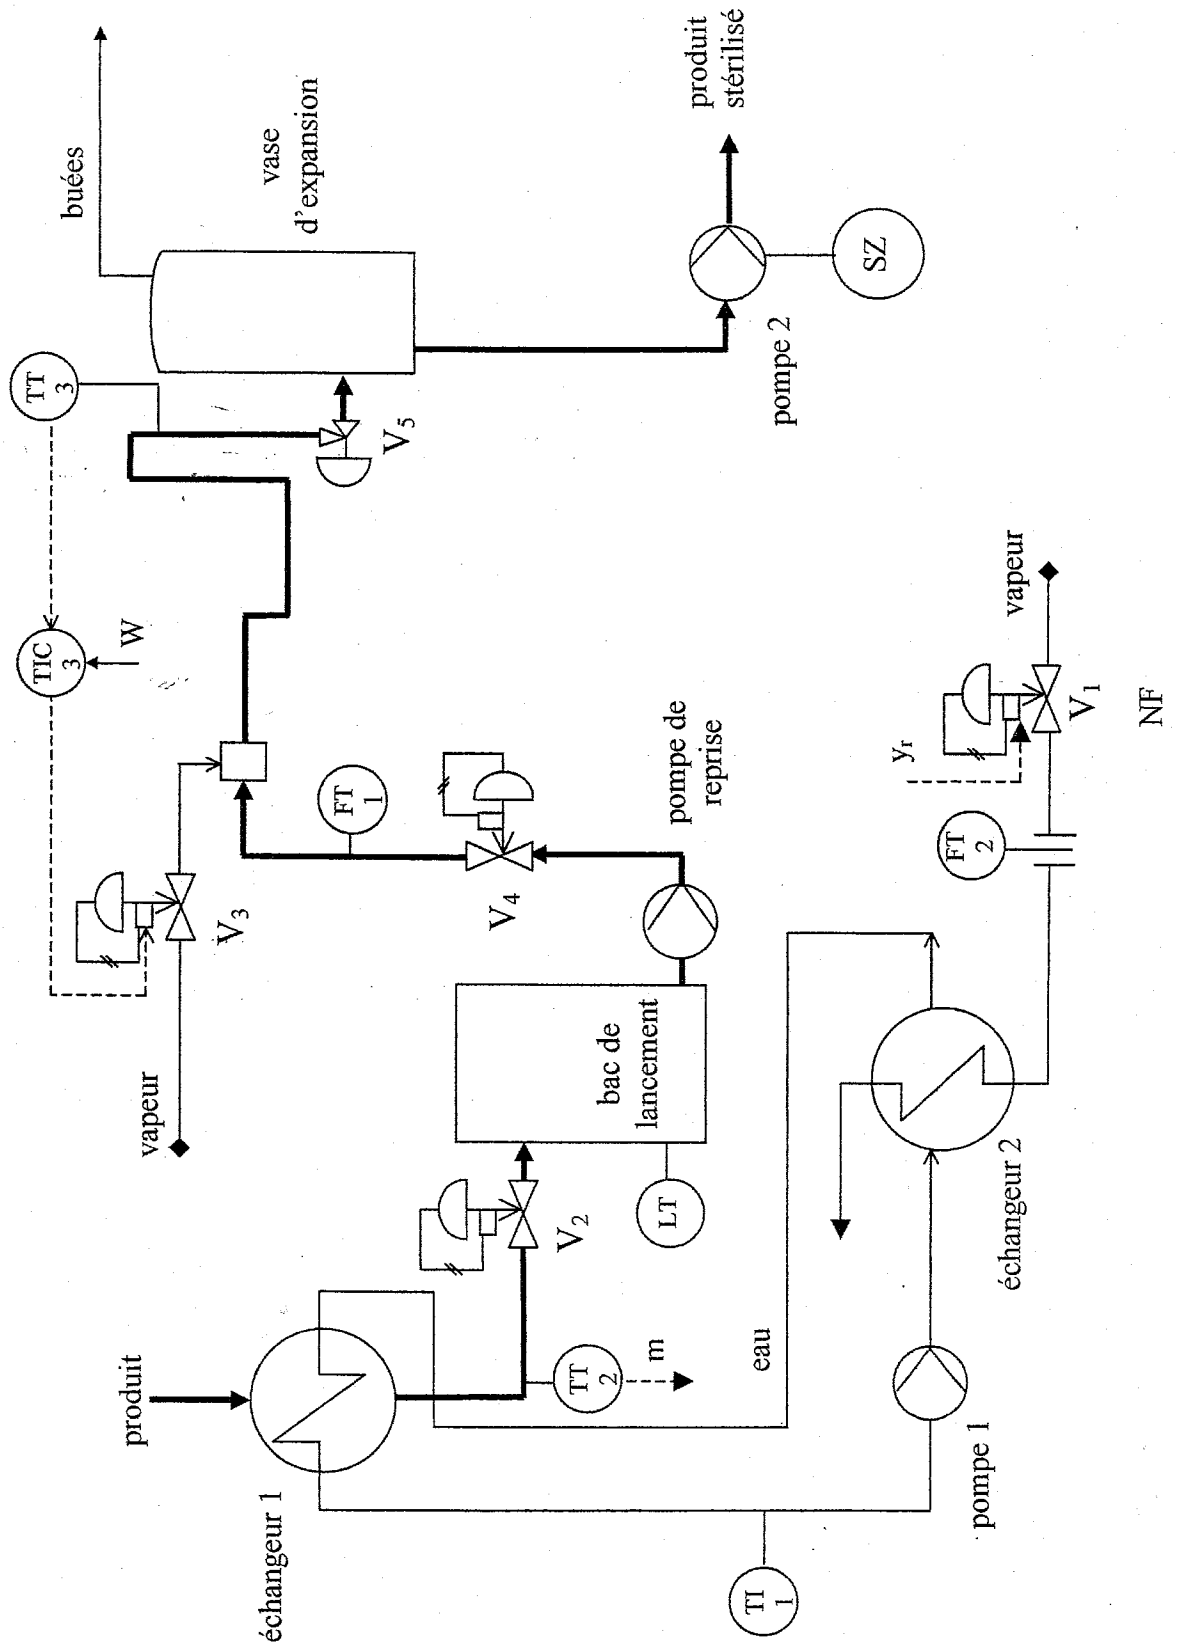 buées
vase
d'expansion
produit
stérilisé
TT
3
V5
pompe 2
SZ
TIC
3
W
vapeur
V3
FT
1
V4
pompe de
reprise
vapeur
yr
V1
NF
FT
2
bac de
lancement
LT
V2
produit
échangeur 1
TT
2
m
eau
échangeur 2
pompe 1
TI
1